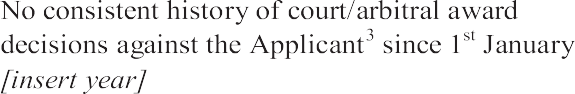 No consistent history of court/arbitral award
decisions against the Applicant³ since 1ˢᵗ January
[insert year]